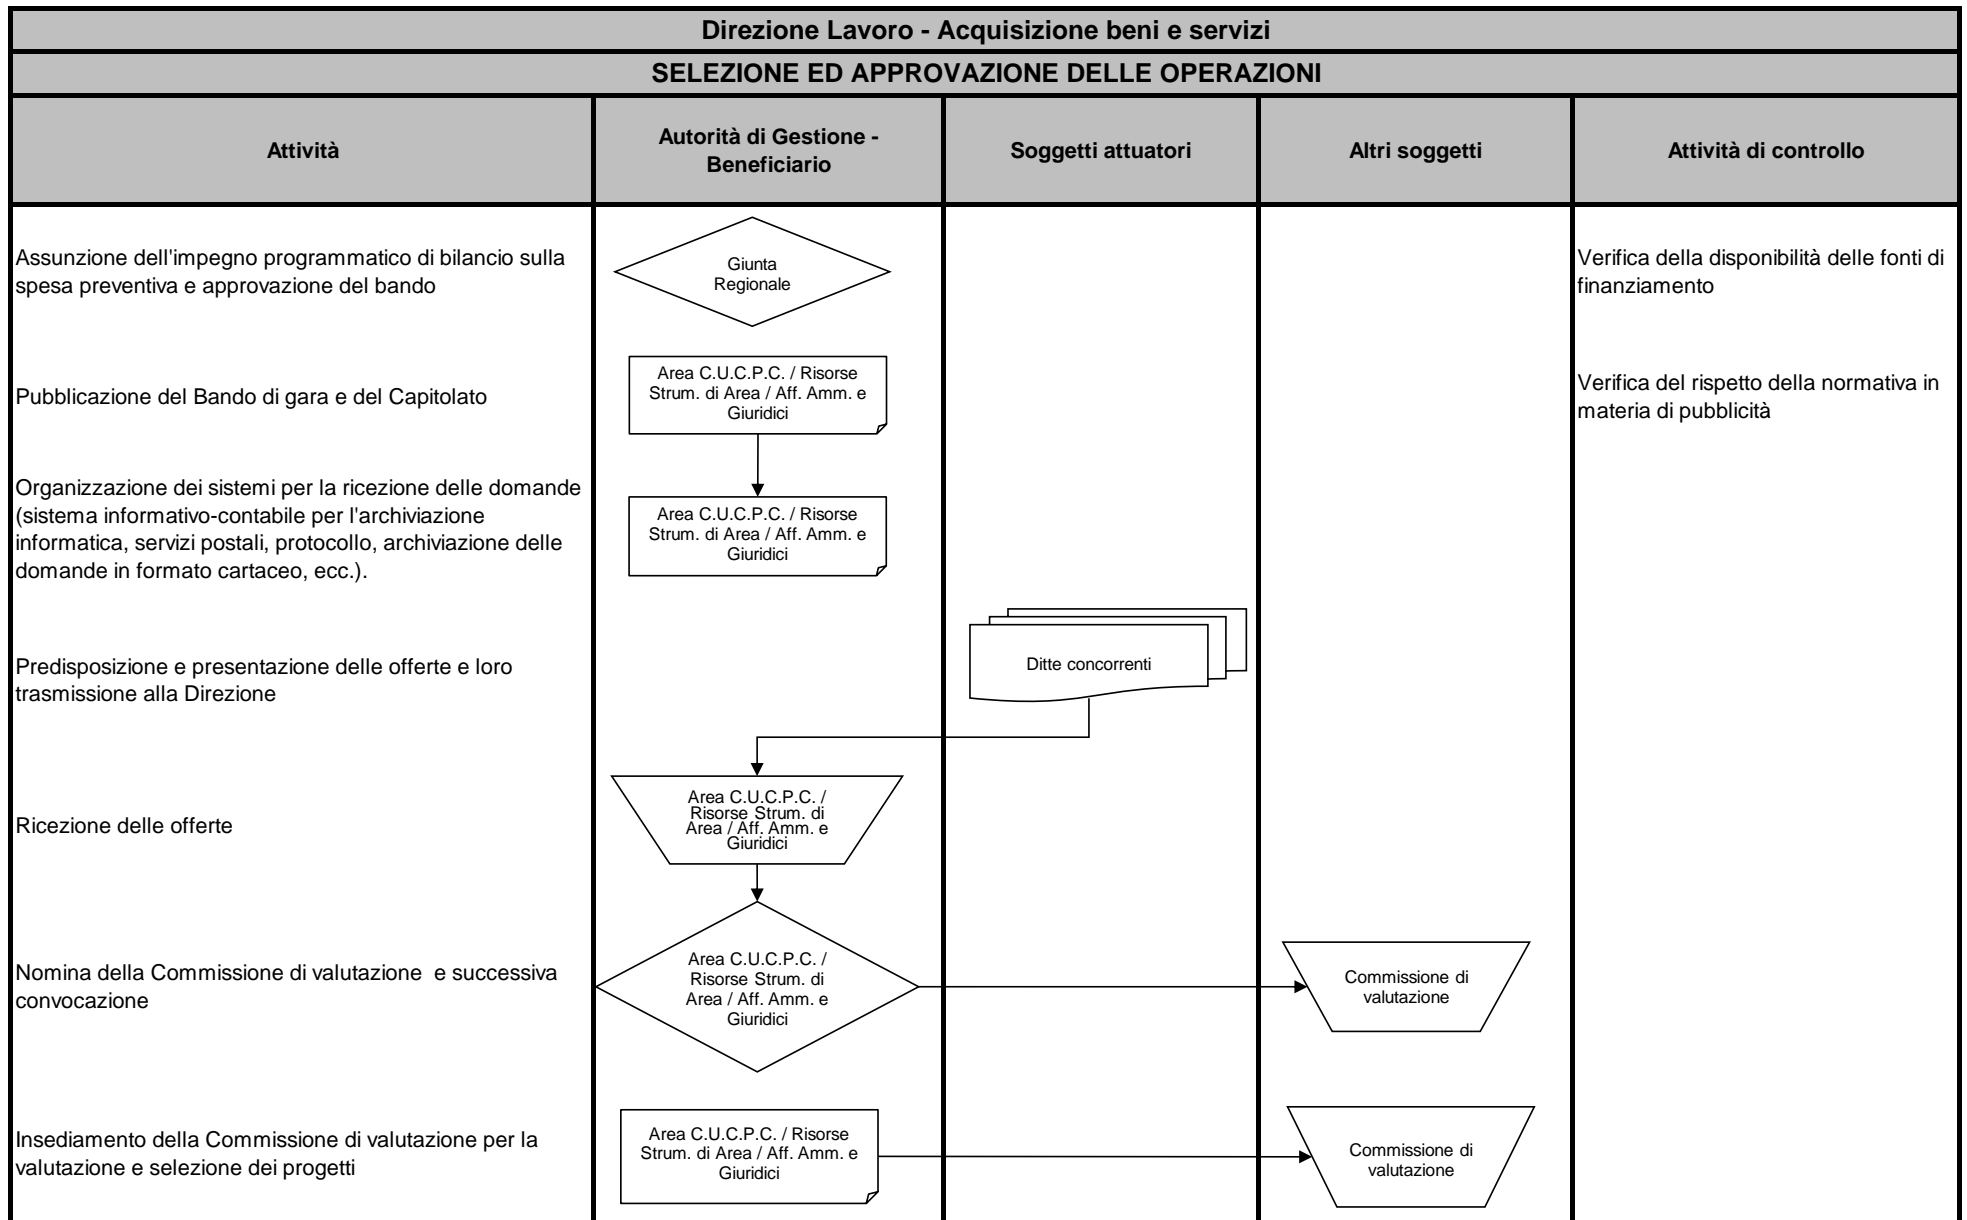 Direzione Lavoro - Acquisizione beni e servizi
SELEZIONE ED APPROVAZIONE DELLE OPERAZIONI
Attività
Autorità di Gestione -
Beneficiario
Soggetti attuatori
Altri soggetti
Attività di controllo
Assunzione dell'impegno programmatico di bilancio sulla
spesa preventiva e approvazione del bando
Giunta
Regionale
Verifica della disponibilità delle fonti di
finanziamento
Pubblicazione del Bando di gara e del Capitolato
Area C.U.C.P.C. / Risorse
Strum. di Area / Aff. Amm. e
Giuridici
Verifica del rispetto della normativa in
materia di pubblicità
Organizzazione dei sistemi per la ricezione delle domande
(sistema informativo-contabile per l'archiviazione
informatica, servizi postali, protocollo, archiviazione delle
domande in formato cartaceo, ecc.).
Area C.U.C.P.C. / Risorse
Strum. di Area / Aff. Amm. e
Giuridici
Predisposizione e presentazione delle offerte e loro
trasmissione alla Direzione
Ditte concorrenti
Ricezione delle offerte
Area C.U.C.P.C. /
Risorse Strum. di
Area / Aff. Amm. e
Giuridici
Nomina della Commissione di valutazione  e successiva
convocazione
Area C.U.C.P.C. /
Risorse Strum. di
Area / Aff. Amm. e
Giuridici
Commissione di
valutazione
Insediamento della Commissione di valutazione per la
valutazione e selezione dei progetti
Area C.U.C.P.C. / Risorse
Strum. di Area / Aff. Amm. e
Giuridici
Commissione di
valutazione